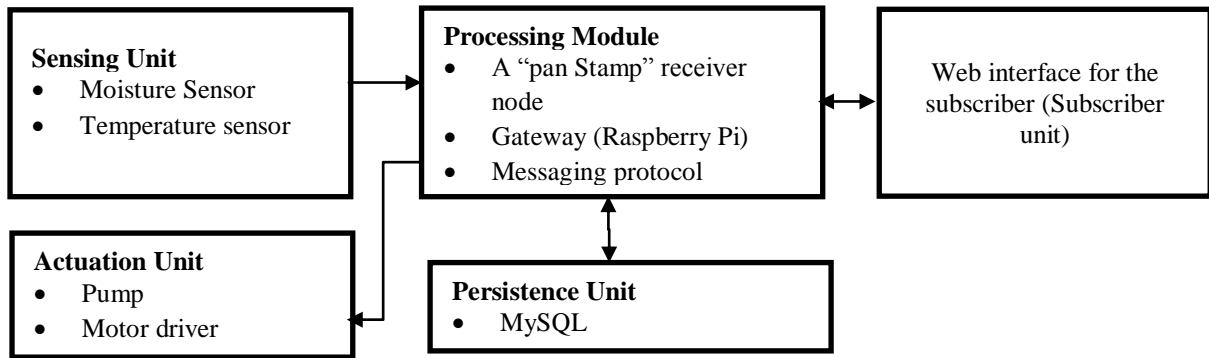 Sensing Unit
• Moisture Sensor
• Temperature sensor
Processing Module
• A “pan Stamp” receiver
node
• Gateway (Raspberry Pi)
• Messaging protocol
Web interface for the
subscriber (Subscriber
unit)
Actuation Unit
• Pump
• Motor driver
Persistence Unit
• MySQL